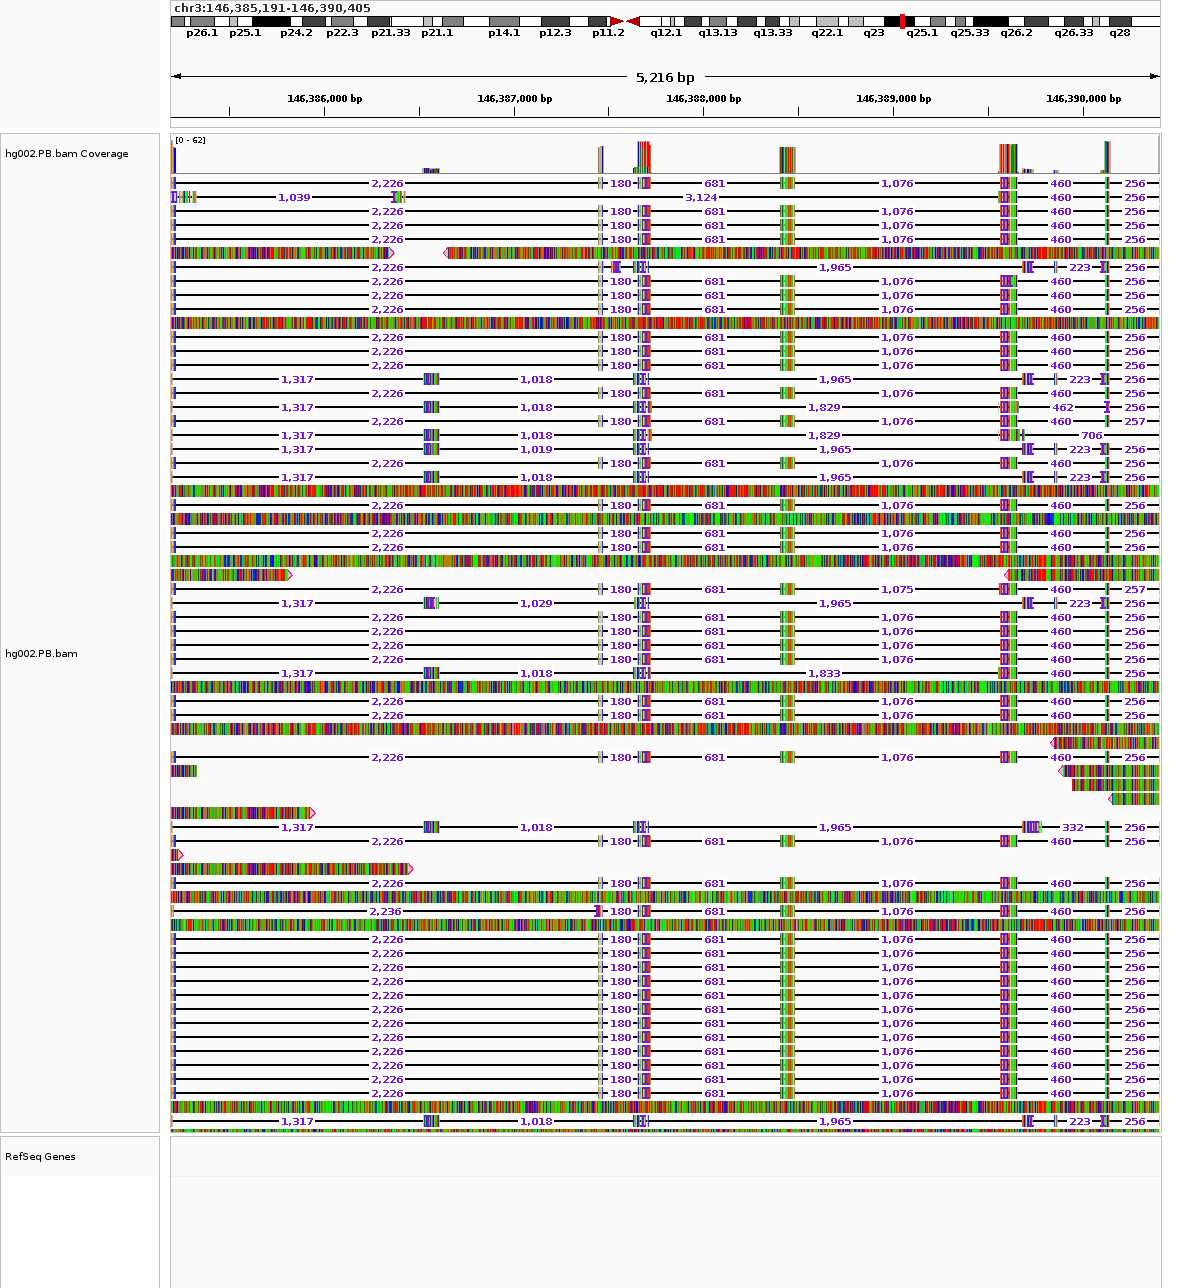 chr3:146,385,191-146,390,405
p26.1 p25.1 p24.2 p22.3 p21.33 p21.1 p14.1 p12.3 p11.2 q12.1 q13.13 q13.33 q22.1 q23 q25.1 q25.33 q26.2 q26.33 q28
5,216 bp
146,386,000 bp 146,387,000 bp 146,388,000 bp 146,389,000 bp 146,390,000 bp
[0 - 62]
hg002.PB.bam Coverage
2,226 180 681 1,076 460 256
1,039 3,124 460 256
2,226 180 681 1,076 460 256
2,226 180 681 1,076 460 256
2,226 180 681 1,076 460 256
2,226 1,965 223 256
2,226 180 681 1,076 460 256
2,226 180 681 1,076 460 256
2,226 180 681 1,076 460 256
2,226 180 681 1,076 460 256
2,226 180 681 1,076 460 256
2,226 180 681 1,076 460 256
1,317 1,018 1,965 223 256
2,226 180 681 1,076 460 256
1,317 1,018 1,829 462 256
2,226 180 681 1,076 460 257
1,317 1,018 1,829 706
1,317 1,019 1,965 223 256
2,226 180 681 1,076 460 256
1,317 1,018 1,965 223 256
2,226 180 681 1,076 460 256
2,226 180 681 1,076 460 256
2,226 180 681 1,076 460 256
2,226 180 681 1,075 460 257
1,317 1,029 1,965 223 256
2,226 180 681 1,076 460 256
2,226 180 681 1,076 460 256
2,226 180 681 1,076 460 256
hg002.PB.bam
2,226 180 681 1,076 460 256
1,317 1,018 1,833 460 256
2,226 180 681 1,076 460 256
2,226 180 681 1,076 460 256
2,226 180 681 1,076 460 256
1,317 1,018 1,965 332 256
2,226 180 681 1,076 460 256
2,226 180 681 1,076 460 256
2,236 180 681 1,076 460 256
2,226 180 681 1,076 460 256
2,226 180 681 1,076 460 256
2,226 180 681 1,076 460 256
2,226 180 681 1,076 460 256
2,226 180 681 1,076 460 256
2,226 180 681 1,076 460 256
2,226 180 681 1,076 460 256
2,226 180 681 1,076 460 256
2,226 180 681 1,076 460 256
2,226 180 681 1,076 460 256
2,226 180 681 1,076 460 256
2,226 180 681 1,076 460 256
1,317 1,018 1,965 223 256
RefSeq Genes